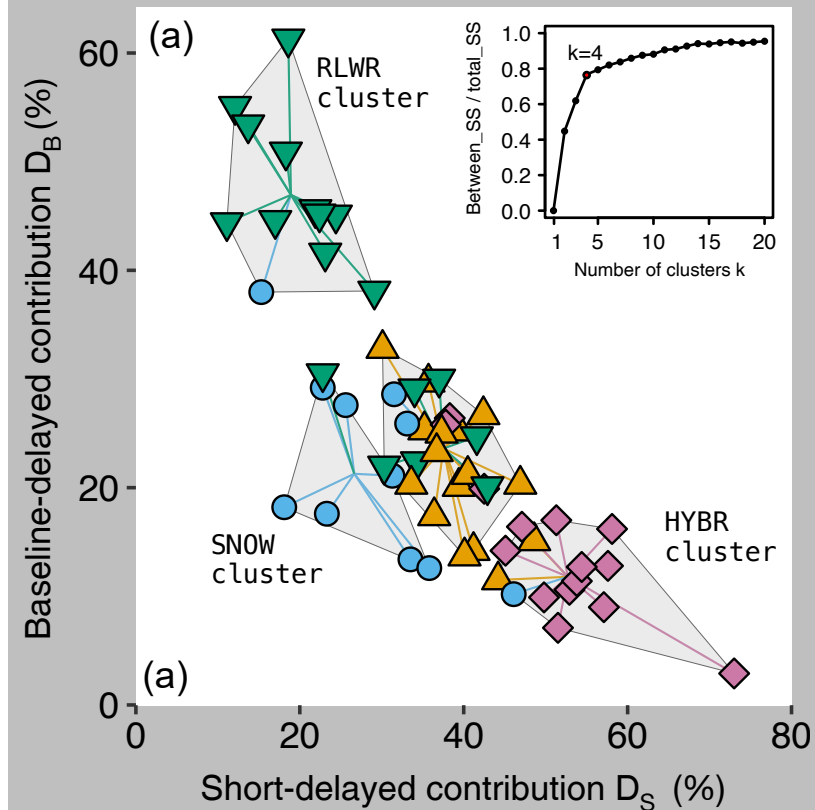 (a)
RLWR
cluster
Baseline-delayed contribution D_B (%)
60
40
20
0
Between_SS / total_SS
1.0
0.8
0.6
0.4
0.2
0.0
k=4
1
5
10
15
20
Number of clusters k
SNOW
cluster
HYBR
cluster
(a)
0
20
40
60
80
Short-delayed contribution D_S (%)